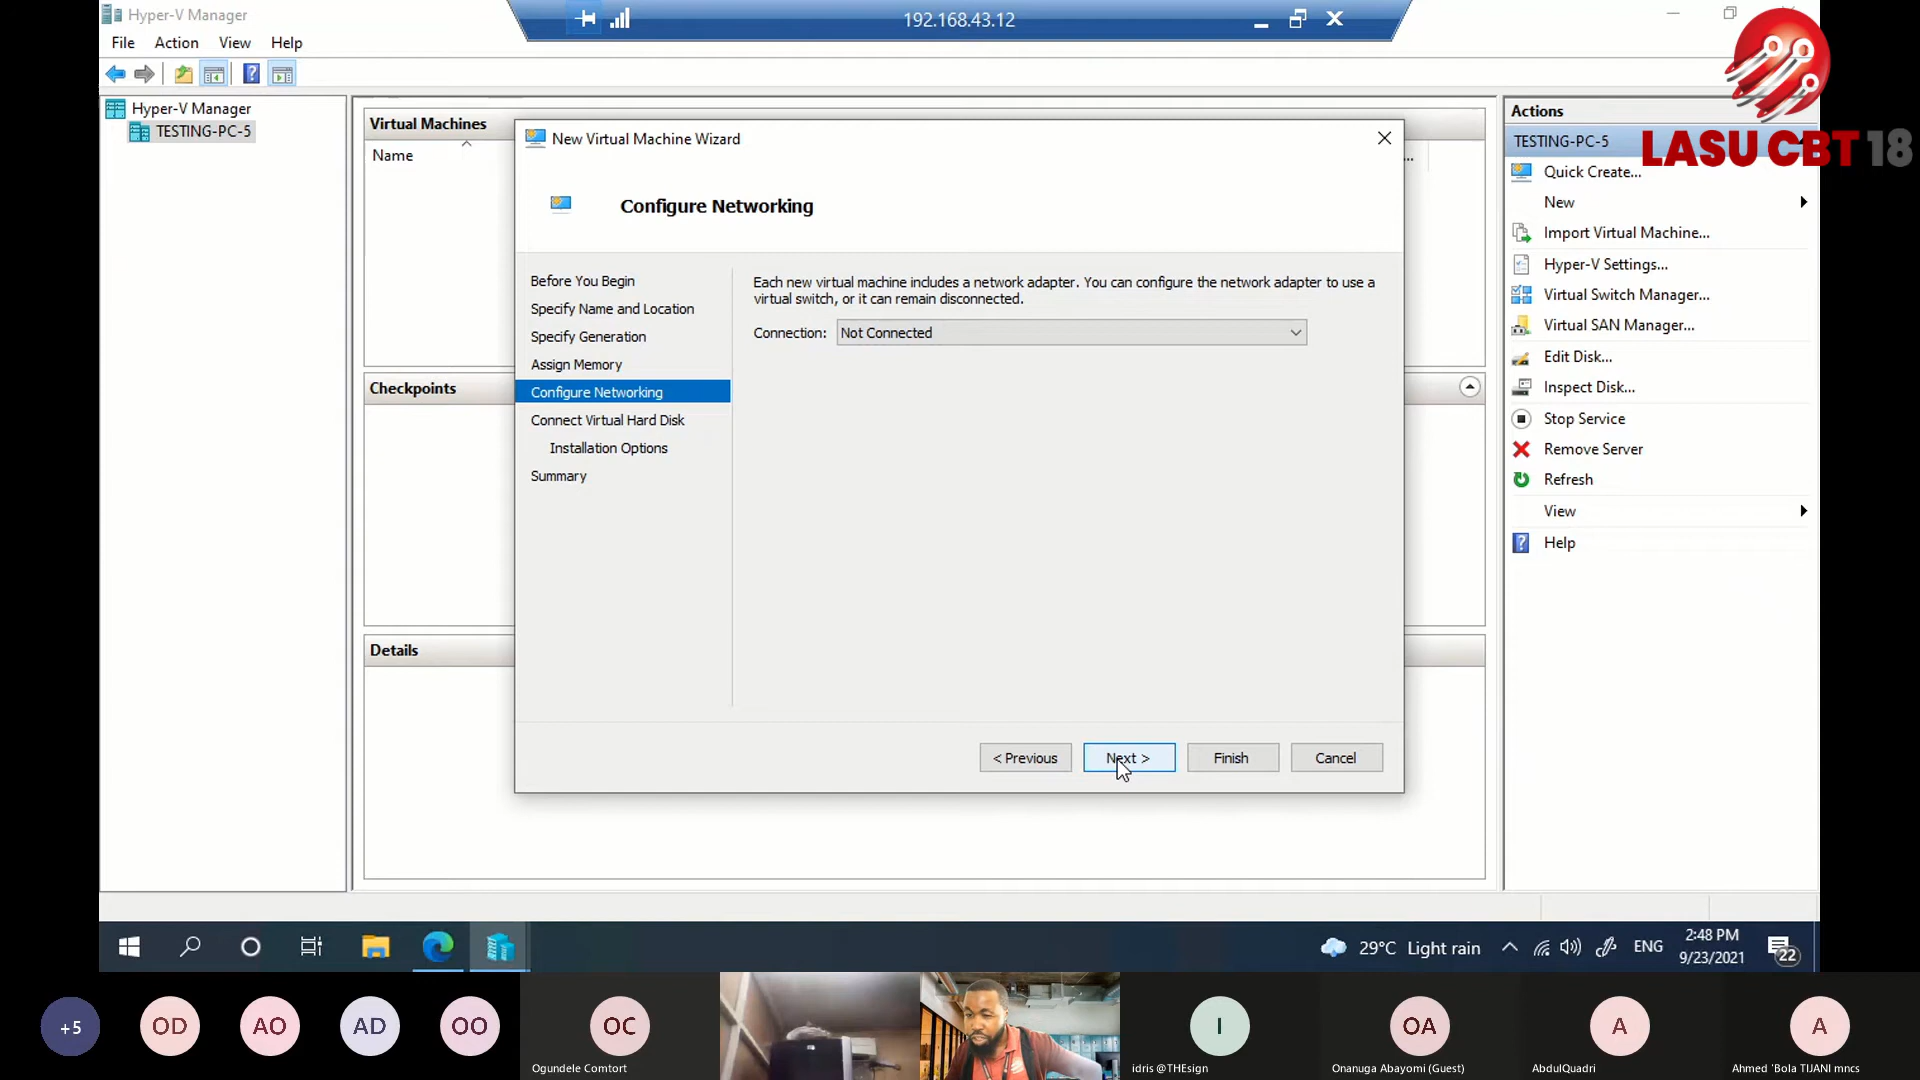 Hyper-V Manager
192.168.43.12
File Action View Help
LASU CBT 18
Hyper-V Manager
TESTING-PC-5
Virtual Machines
Name
...
Checkpoints
Details
New Virtual Machine Wizard
Configure Networking
Before You Begin
Specify Name and Location
Specify Generation
Assign Memory
Configure Networking
Connect Virtual Hard Disk
Installation Options
Summary
Each new virtual machine includes a network adapter. You can configure the network adapter to use a
virtual switch, or it can remain disconnected.
Connection: Not Connected
< Previous Next > Finish Cancel
Actions
TESTING-PC-5
Quick Create...
New
Import Virtual Machine...
Hyper-V Settings...
Virtual Switch Manager...
Virtual SAN Manager...
Edit Disk...
Inspect Disk...
Stop Service
Remove Server
Refresh
View
Help
29°C Light rain
ENG
2:48 PM
9/23/2021
22
+5
OD
AO
AD
OO
OC
Ogundele Comfort
I
idris @THEsign
OA
Onanuga Abayomi (Guest)
A
AbdulQuadri
A
Ahmed 'Bola TIJANI mncs